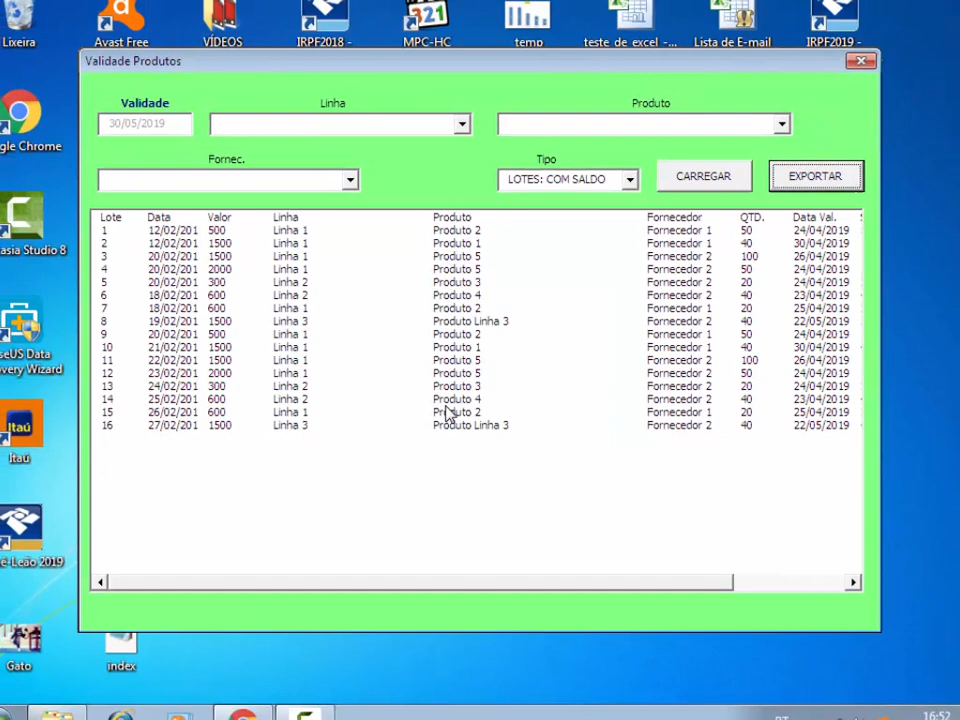 Lixeira
Avast Free
VÍDEOS
IRPF2018 -
MPC-HC
temp
teste de excel -...
Lista de E-mail
IRPF2019 -
Validade Produtos
Validade
Linha
Produto
30/05/2019
Fornec.
Tipo
LOTES: COM SALDO
CARREGAR
EXPORTAR
Lote Data Valor Linha Produto Fornecedor QTD. Data Val.
1 12/02/201 500 Linha 1 Produto 2 Fornecedor 1 50 24/04/2019
2 12/02/201 1500 Linha 1 Produto 1 Fornecedor 1 40 30/04/2019
3 20/02/201 1500 Linha 1 Produto 5 Fornecedor 2 100 26/04/2019
4 20/02/201 2000 Linha 1 Produto 5 Fornecedor 2 50 24/04/2019
5 20/02/201 300 Linha 2 Produto 3 Fornecedor 2 20 24/04/2019
6 18/02/201 600 Linha 2 Produto 4 Fornecedor 2 40 23/04/2019
7 18/02/201 600 Linha 1 Produto 2 Fornecedor 1 20 25/04/2019
8 19/02/201 1500 Linha 3 Produto Linha 3 Fornecedor 2 40 22/05/2019
9 20/02/201 500 Linha 1 Produto 2 Fornecedor 1 50 24/04/2019
10 21/02/201 1500 Linha 1 Produto 1 Fornecedor 1 40 30/04/2019
11 22/02/201 1500 Linha 1 Produto 5 Fornecedor 2 100 26/04/2019
12 23/02/201 2000 Linha 1 Produto 5 Fornecedor 2 50 24/04/2019
13 24/02/201 300 Linha 2 Produto 3 Fornecedor 2 20 24/04/2019
14 25/02/201 600 Linha 2 Produto 4 Fornecedor 2 40 23/04/2019
15 26/02/201 600 Linha 1 Produto 2 Fornecedor 1 20 25/04/2019
16 27/02/201 1500 Linha 3 Produto Linha 3 Fornecedor 2 40 22/05/2019
gle Chrome
asia Studio 8
seUS Data
overy Wizard
Itaú
Itaú
ê-Leão 2019
Gato
index
PT
16:52